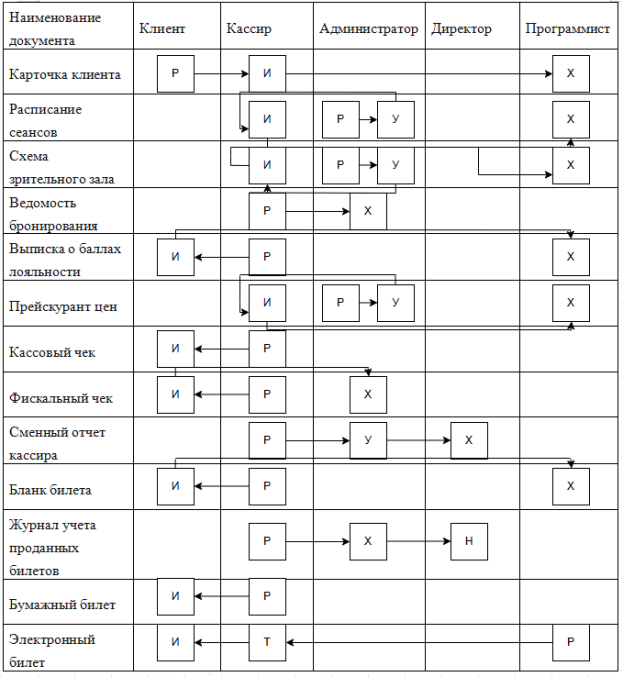 Наименование
документа
Клиент
Кассир
Администратор
Директор
Программист
Карточка клиента
Р
И
Х
Расписание
сеансов
И
Р
У
Х
Схема
зрительного зала
И
Р
У
Х
Ведомость
бронирования
Р
Х
Выписка о баллах
лояльности
И
Р
Х
Прейскурант цен
И
Р
У
Х
Кассовый чек
И
Р
Фискальный чек
И
Р
Х
Сменный отчет
кассира
Р
У
Х
Бланк билета
И
Р
Х
Журнал учета
проданных
билетов
Р
Х
Н
Бумажный билет
И
Р
Электронный
билет
И
Т
Р